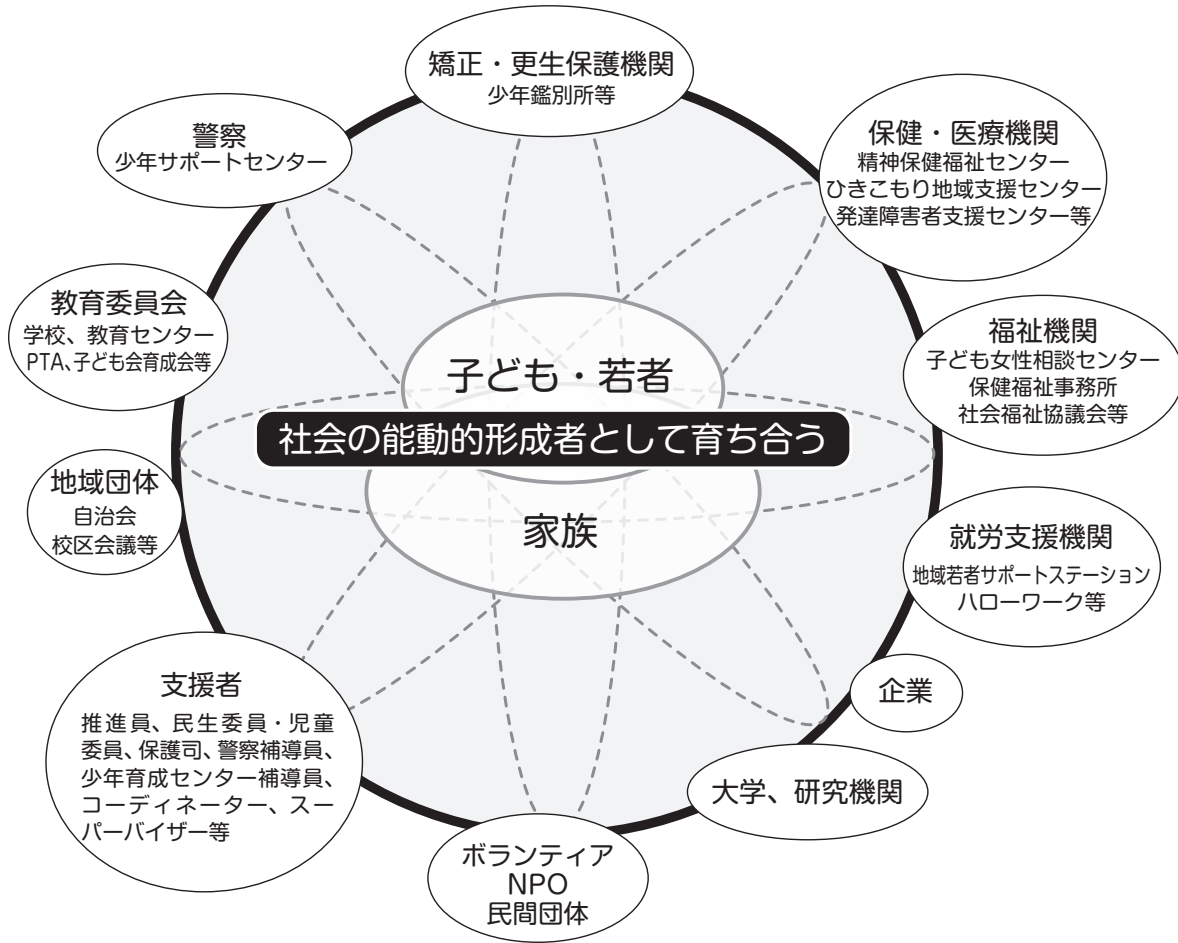 矯正・更生保護機関
少年鑑別所等
警察
少年サポートセンター
保健・医療機関
精神保健福祉センター
ひきこもり地域支援センター
発達障害者支援センター等
教育委員会
学校、教育センター
PTA、子ども会育成会等
福祉機関
子ども女性相談センター
保健福祉事務所
社会福祉協議会等
子ども・若者
社会の能動的形成者として育ち合う
家族
地域団体
自治会
校区会議等
就労支援機関
地域若者サポートステーション
ハローワーク等
支援者
推進員、民生委員・児童
委員、保護司、警察補導員、
少年育成センター補導員、
コーディネーター、スー
パーバイザー等
企業
大学、研究機関
ボランティア
NPO
民間団体